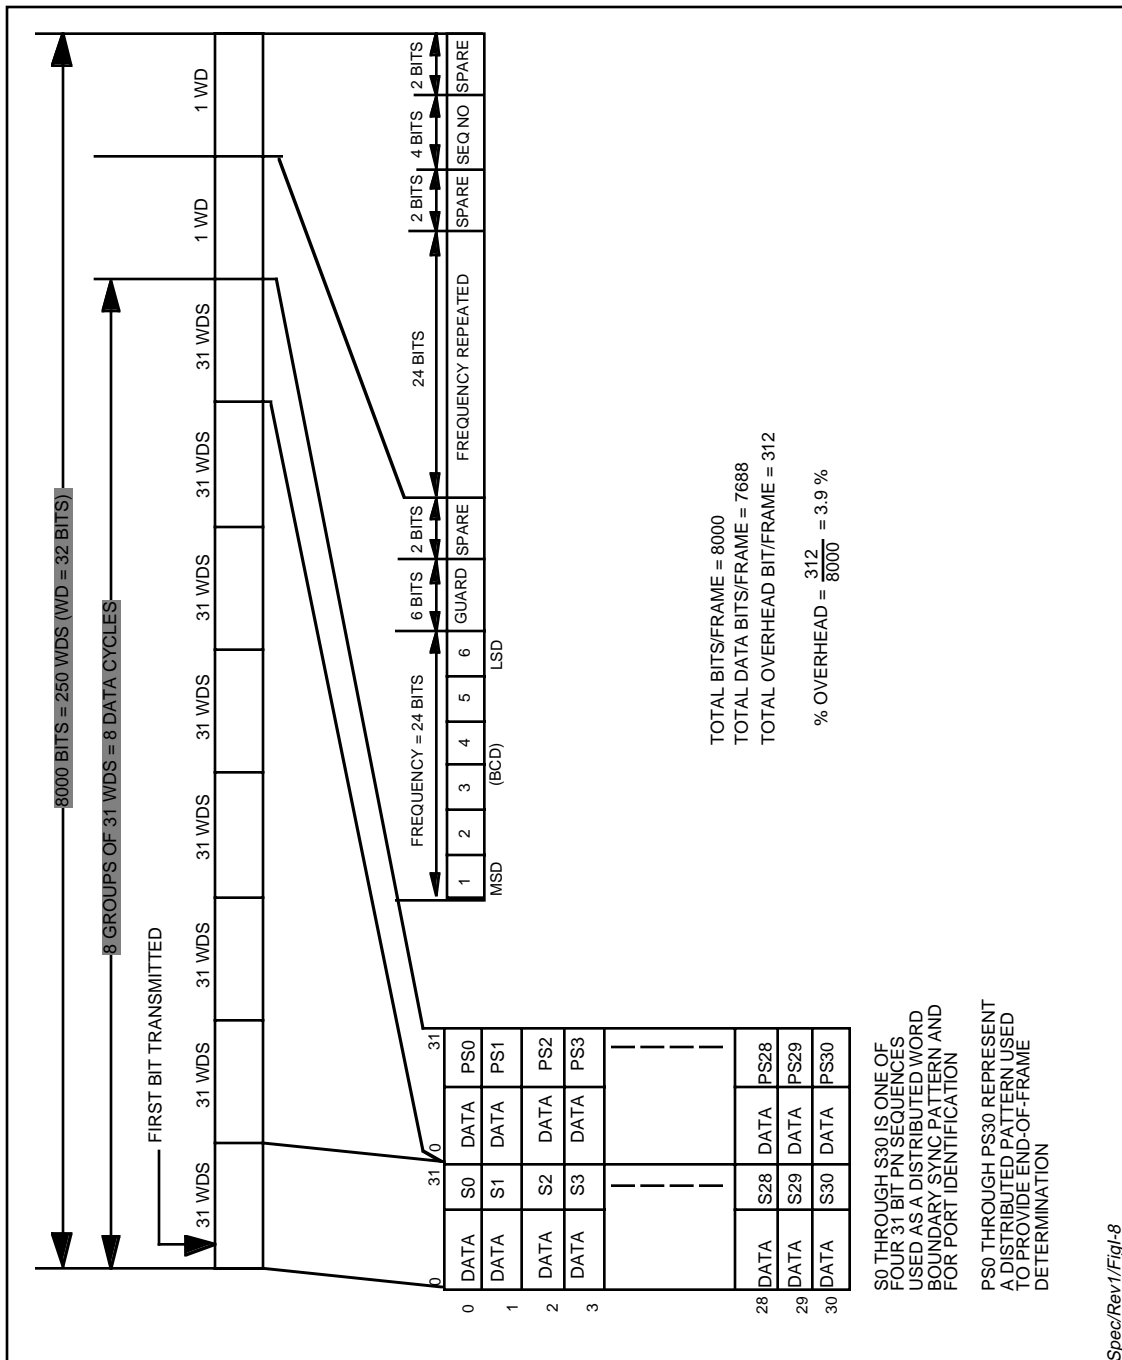 8000 BITS = 250 WDS (WD = 32 BITS)
8 GROUPS OF 31 WDS = 8 DATA CYCLES
FIRST BIT TRANSMITTED
31 WDS 31 WDS 31 WDS 31 WDS 31 WDS 31 WDS 31 WDS 31 WDS 1 WD 1 WD
FREQUENCY = 24 BITS 6 BITS 2 BITS 24 BITS 2 BITS 4 BITS 2 BITS
1 2 3 4 5 6 GUARD SPARE FREQUENCY REPEATED SPARE SEQ NO SPARE
MSD (BCD) LSD
0 31 0 31
0 DATA S0 DATA PS0
1 DATA S1 DATA PS1
2 DATA S2 DATA PS2
3 DATA S3 DATA PS3
28 DATA S28 DATA PS28
29 DATA S29 DATA PS29
30 DATA S30 DATA PS30
TOTAL BITS/FRAME = 8000
TOTAL DATA BITS/FRAME = 7688
TOTAL OVERHEAD BIT/FRAME = 312
% OVERHEAD = 312 / 8000 = 3.9 %
S0 THROUGH S30 IS ONE OF
FOUR 31 BIT PN SEQUENCES
USED AS A DISTRIBUTED WORD
BOUNDARY SYNC PATTERN AND
FOR PORT IDENTIFICATION
PS0 THROUGH PS30 REPRESENT
A DISTRIBUTED PATTERN USED
TO PROVIDE END-OF-FRAME
DETERMINATION
Spec/Rev1/FigI-8